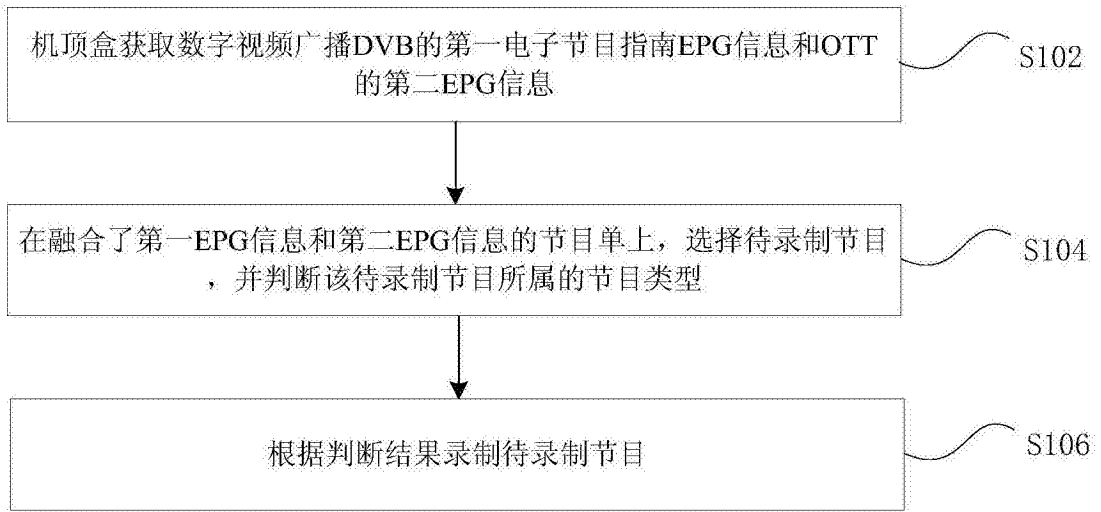 机顶盒获取数字视频广播DVB的第一电子节目指南EPG信息和OTT
的第二EPG信息
S102
在融合了第一EPG信息和第二EPG信息的节目单上，选择待录制节目
，并判断该待录制节目所属的节目类型
S104
根据判断结果录制待录制节目
S106